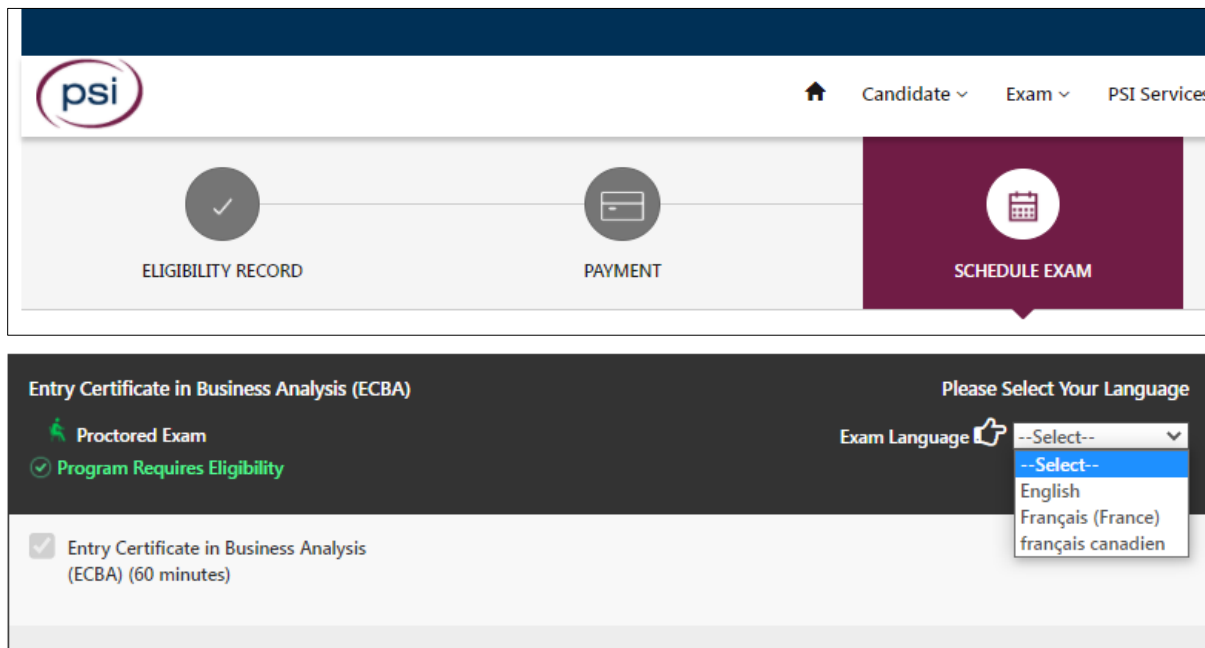 psi
Candidate Exam PSI Services
ELIGIBILITY RECORD
PAYMENT
SCHEDULE EXAM
Entry Certificate in Business Analysis (ECBA)
Please Select Your Language
Proctored Exam
Exam Language --Select--
Program Requires Eligibility
--Select--
English
Français (France)
français canadien
Entry Certificate in Business Analysis
(ECBA) (60 minutes)